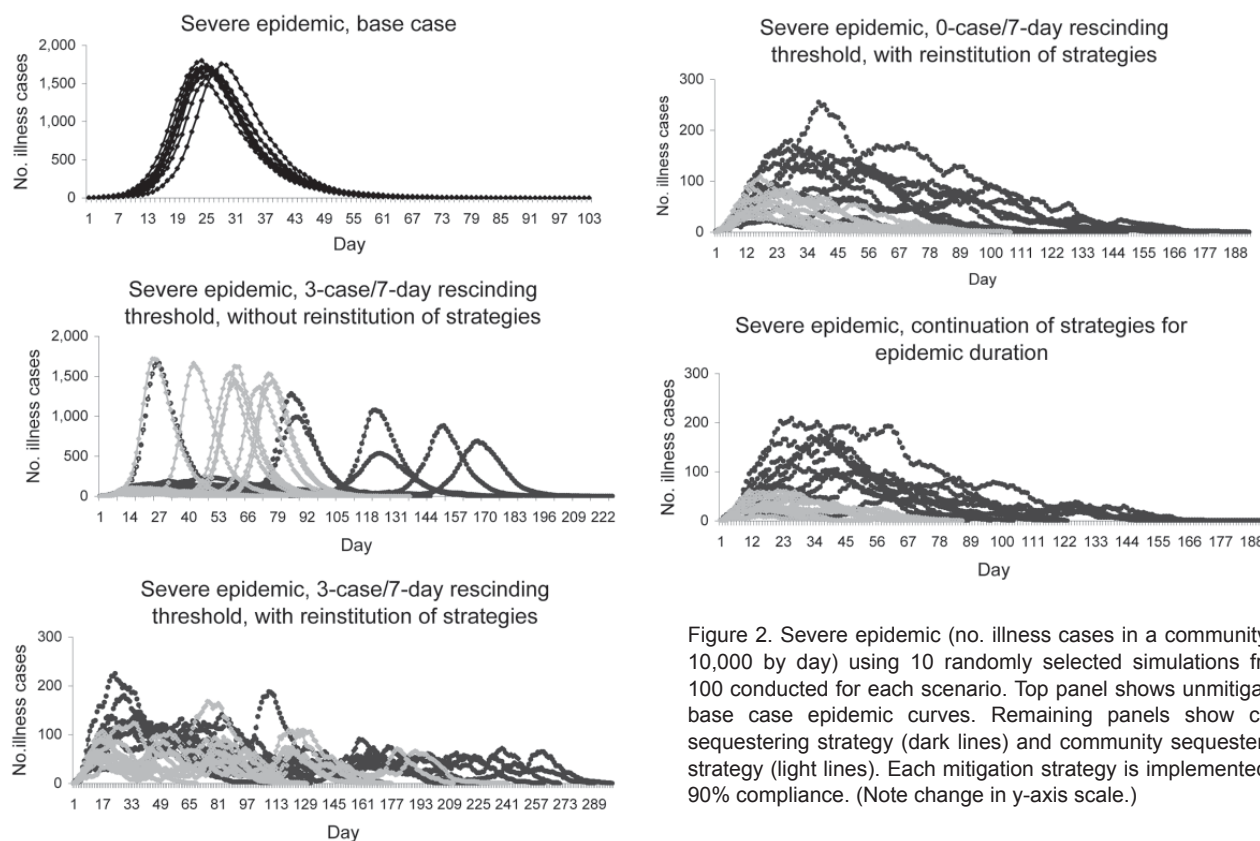 Severe epidemic, base case
2,000
1,500
1,000
500
0
No. illness cases
1 7 13 19 25 31 37 43 49 55 61 67 73 79 85 91 97 103
Day
Severe epidemic, 3-case/7-day rescinding
threshold, without reinstitution of strategies
2,000
1,500
1,000
500
0
No. illness cases
1 14 27 40 53 66 79 92 105 118 131 144 157 170 183 196 209 222
Day
Severe epidemic, 3-case/7-day rescinding
threshold, with reinstitution of strategies
300
200
100
0
No.illness cases
1 17 33 49 65 81 97 113 129 145 161 177 193 209 225 241 257 273 289
Day
Severe epidemic, 0-case/7-day rescinding
threshold, with reinstitution of strategies
300
200
100
0
No. illness cases
1 12 23 34 45 56 67 78 89 100 111 122 133 144 155 166 177 188
Day
Severe epidemic, continuation of strategies for
epidemic duration
300
200
100
0
No. illness cases
1 12 23 34 45 56 67 78 89 100 111 122 133 144 155 166 177 188
Day
Figure 2. Severe epidemic (no. illness cases in a community
10,000 by day) using 10 randomly selected simulations fr
100 conducted for each scenario. Top panel shows unmitiga
base case epidemic curves. Remaining panels show c
sequestering strategy (dark lines) and community sequester
strategy (light lines). Each mitigation strategy is implemented
90% compliance. (Note change in y-axis scale.)